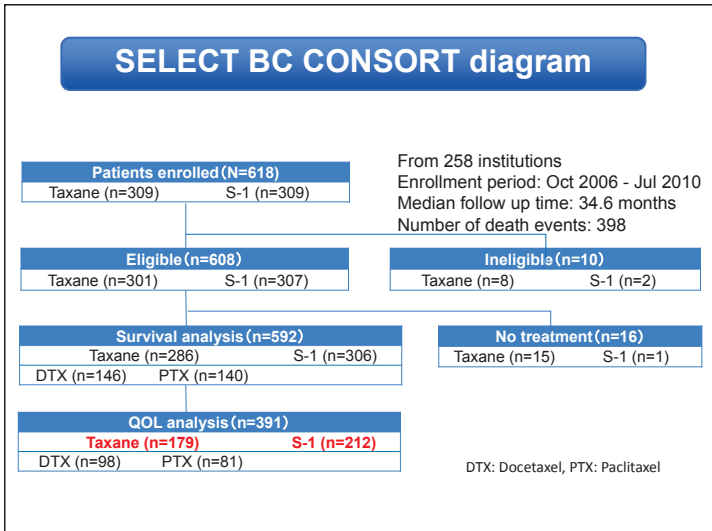 SELECT BC CONSORT diagram
Patients enrolled(N=618)
Taxane (n=309) S-1 (n=309)
From 258 institutions
Enrollment period: Oct 2006 - Jul 2010
Median follow up time: 34.6 months
Number of death events: 398
Eligible(n=608)
Taxane (n=301) S-1 (n=307)
Ineligible(n=10)
Taxane (n=8) S-1 (n=2)
Survival analysis(n=592)
Taxane (n=286) S-1 (n=306)
DTX (n=146) PTX (n=140)
No treatment(n=16)
Taxane (n=15) S-1 (n=1)
QOL analysis(n=391)
Taxane (n=179) S-1 (n=212)
DTX (n=98) PTX (n=81)
DTX: Docetaxel, PTX: Paclitaxel